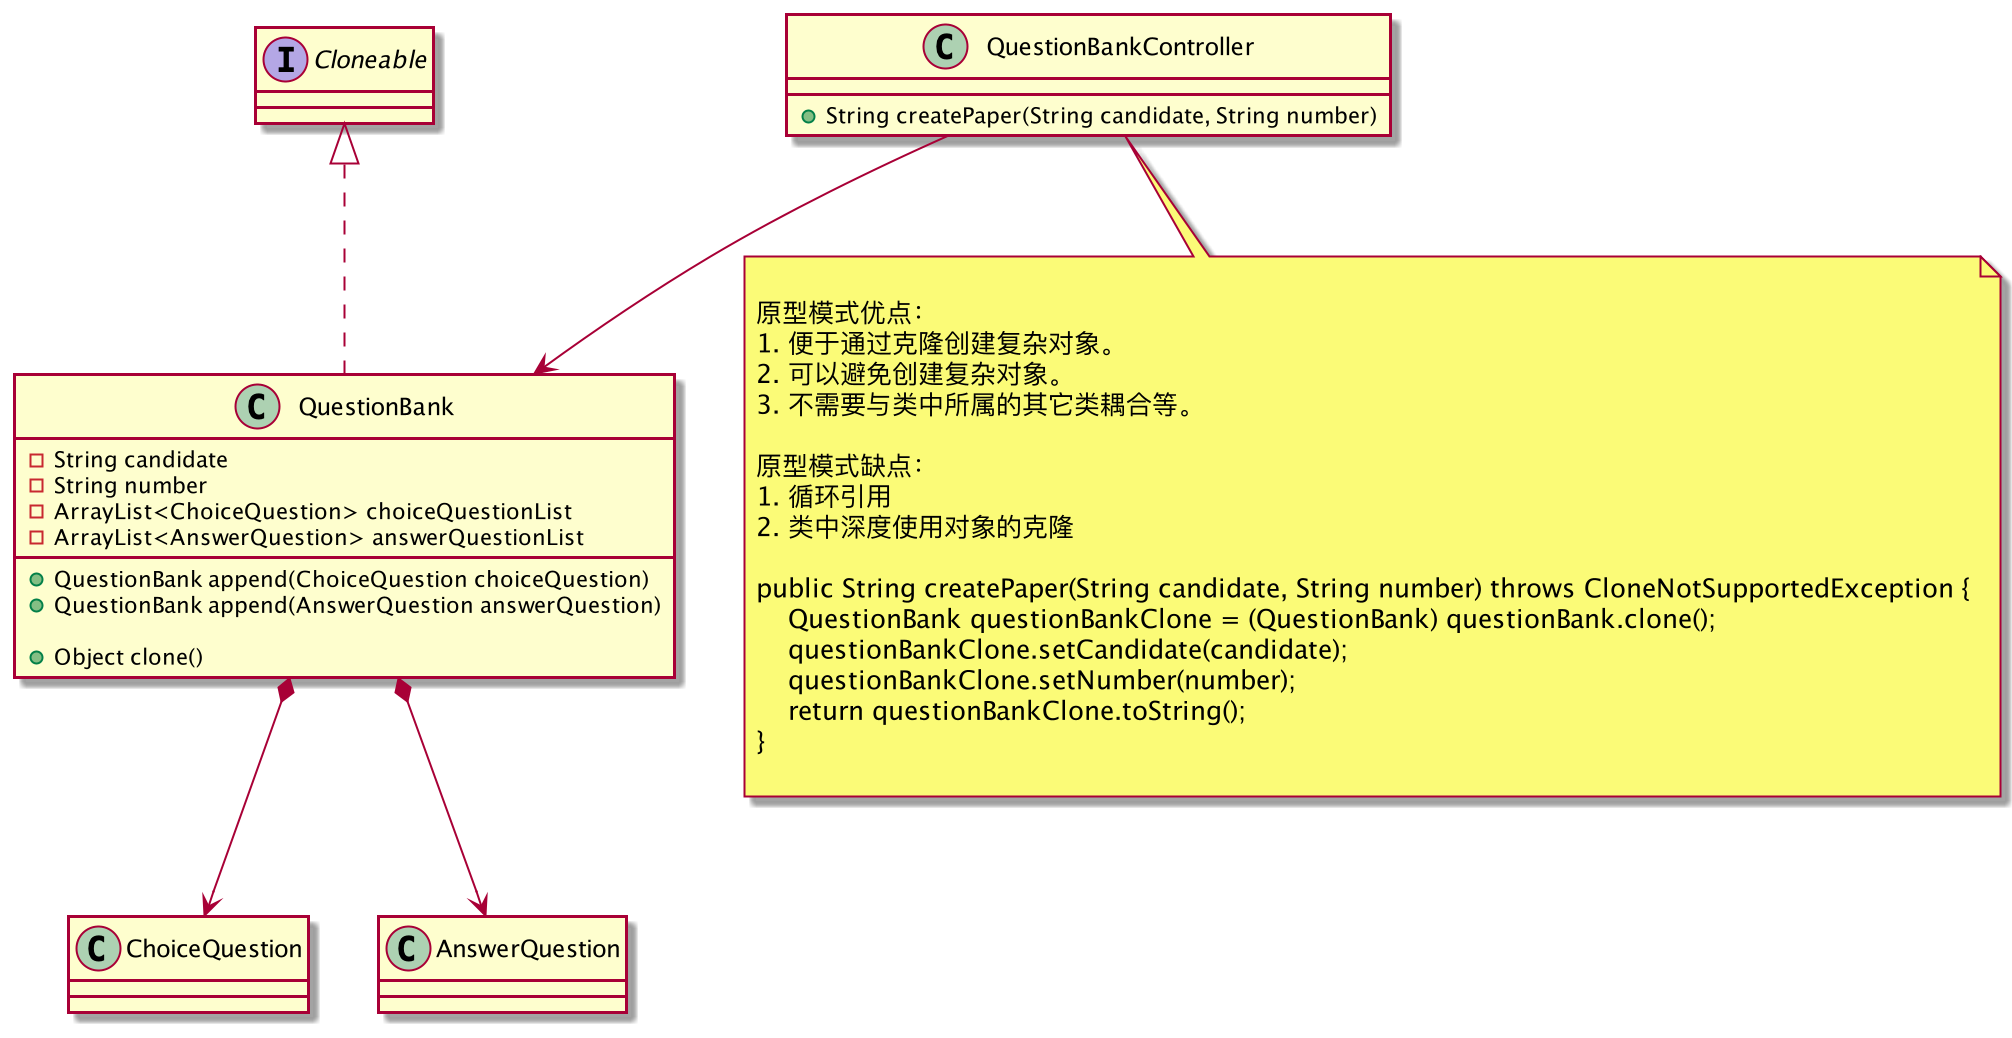 I Cloneable
C QuestionBankController
String createPaper(String candidate, String number)
原型模式优点：
1. 便于通过克隆创建复杂对象。
2. 可以避免创建复杂对象。
3. 不需要与类中所属的其它类耦合等。
原型模式缺点：
1. 循环引用
2. 类中深度使用对象的克隆
public String createPaper(String candidate, String number) throws CloneNotSupportedException {
QuestionBank questionBankClone = (QuestionBank) questionBank.clone();
questionBankClone.setCandidate(candidate);
questionBankClone.setNumber(number);
return questionBankClone.toString();
}
C QuestionBank
String candidate
String number
ArrayList<ChoiceQuestion> choiceQuestionList
ArrayList<AnswerQuestion> answerQuestionList
QuestionBank append(ChoiceQuestion choiceQuestion)
QuestionBank append(AnswerQuestion answerQuestion)
Object clone()
C ChoiceQuestion
C AnswerQuestion